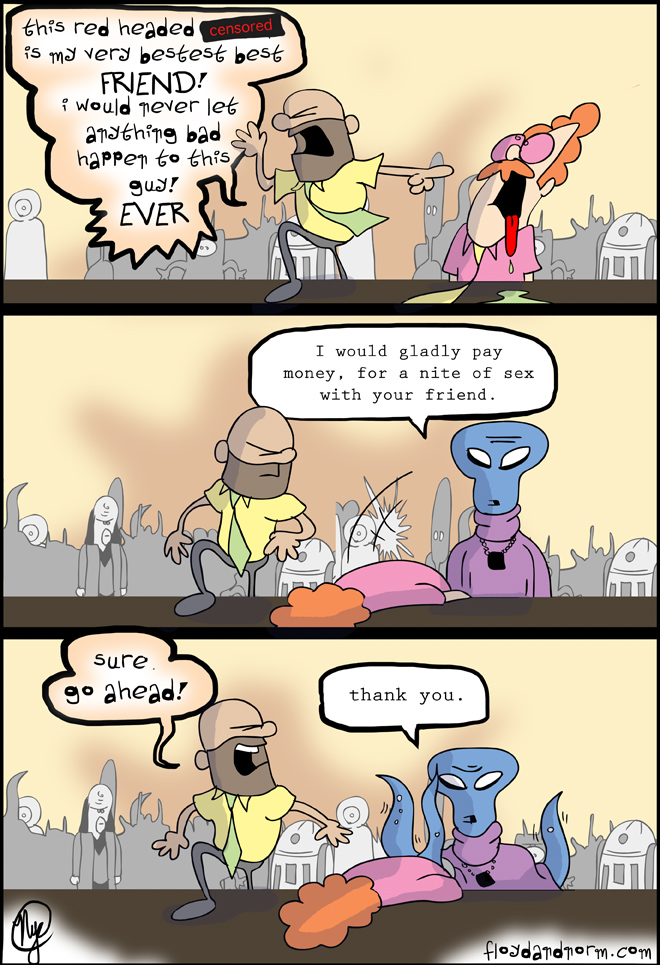 this red headed censored
is my very bestest best
FRIEND!
i would never let
anything bad
happen to this
guy!
EVER
I would gladly pay
money, for a nite of sex
with your friend.
sure.
go ahead!
thank you.
Nye
floydandnorm.com